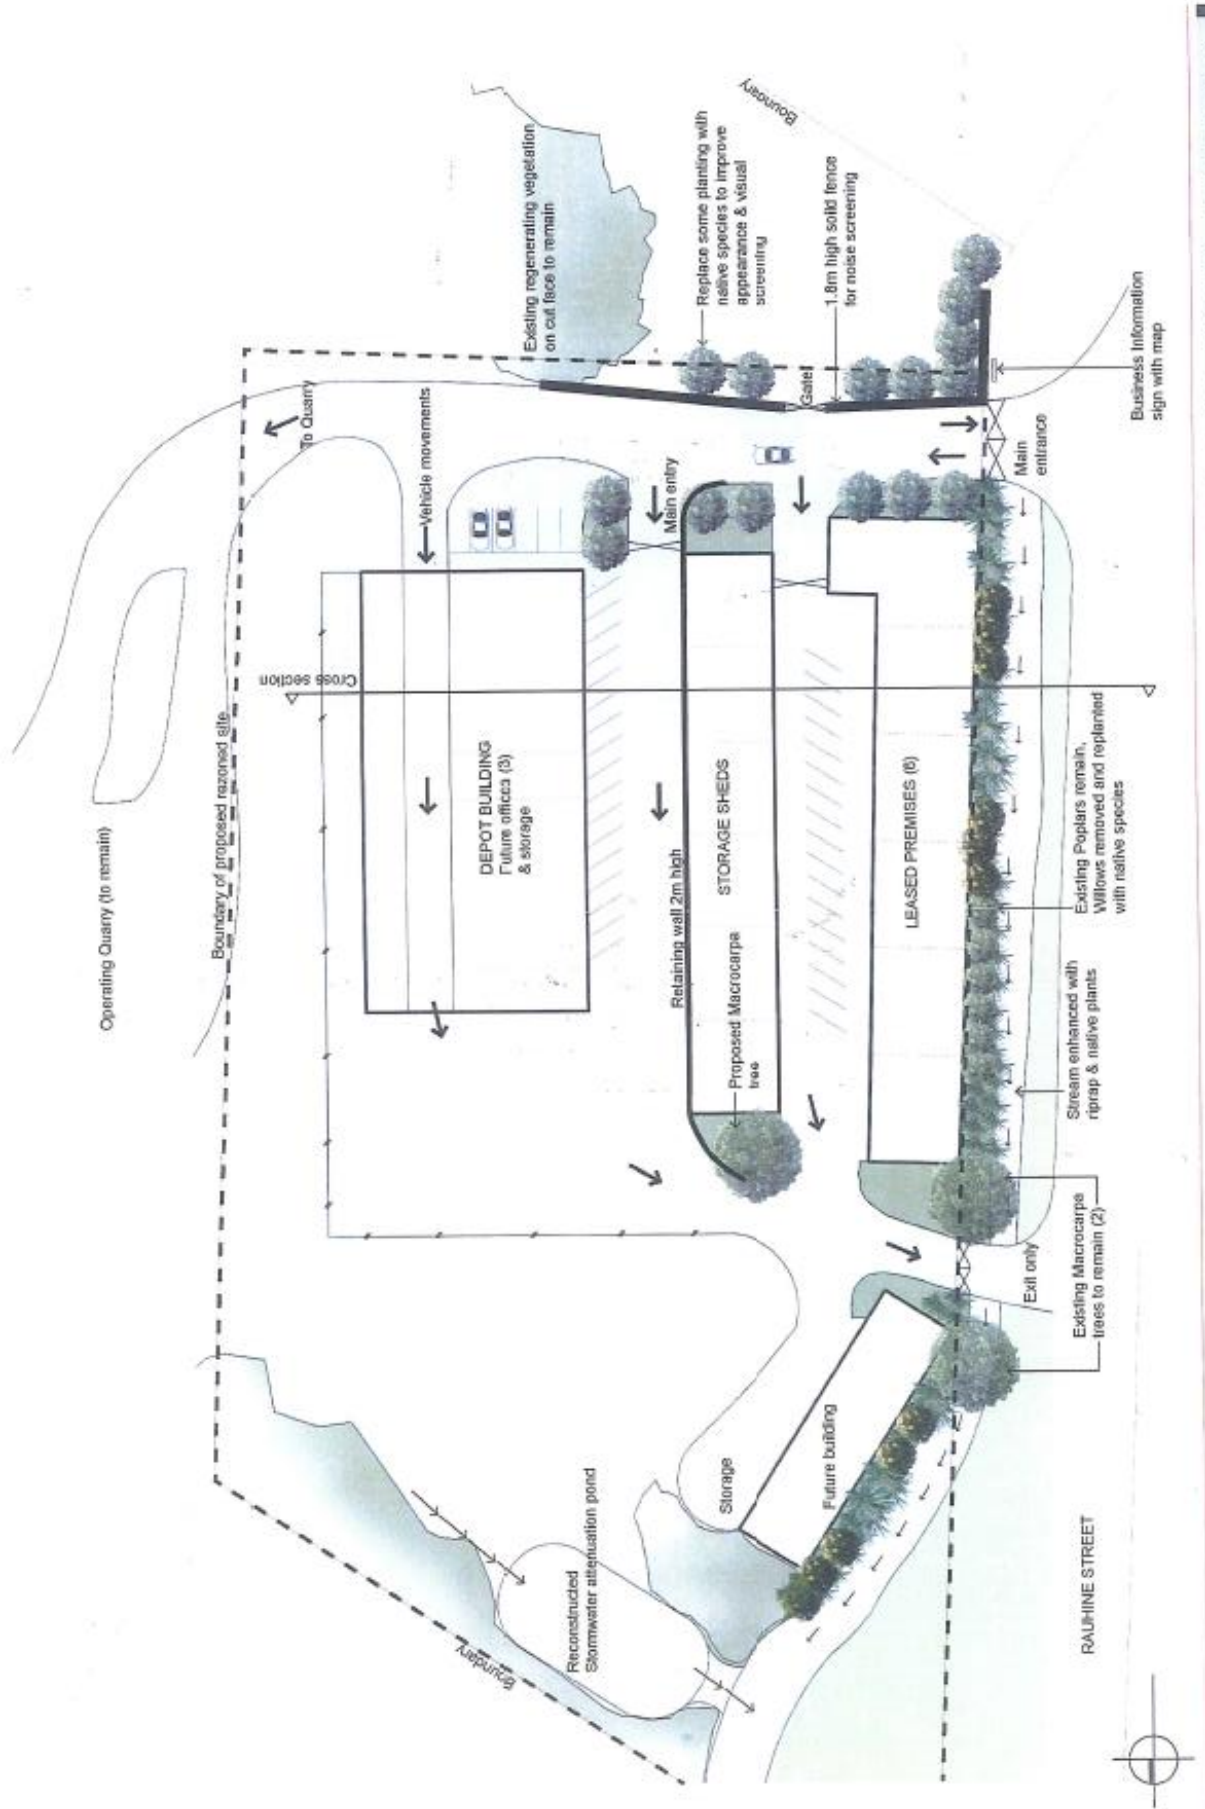 Operating Quarry (to remain)
Boundary of proposed rezoned site
To Quarry
Cross section
Vehicle movements
Existing regenerating vegetation
on cut face to remain
Boundary
Replace some planting with
native species to improve
appearance & visual
screening
1.8m high solid fence
for noise screening
Gate
Main entry
DEPOT BUILDING
Future offices (3)
& storage
Retaining wall 2m high
STORAGE SHEDS
Proposed Macrocarpa
tree
LEASED PREMISES (6)
Main
entrance
Business Information
sign with map
Existing Poplars remain,
Willows removed and replanted
with native species
Stream enhanced with
riprap & native plants
Existing Macrocarpa
trees to remain (2)
Exit only
Storage
Future building
Reconstructed
Stormwater attenuation pond
Boundary
RAUHINE STREET